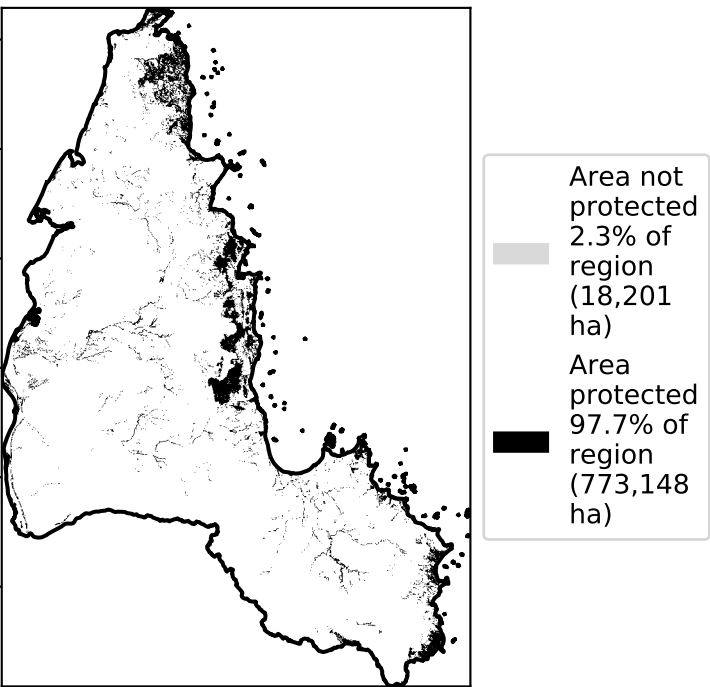 Area not
protected
2.3% of
region
(18,201
ha)
Area
protected
97.7% of
region
(773,148
ha)